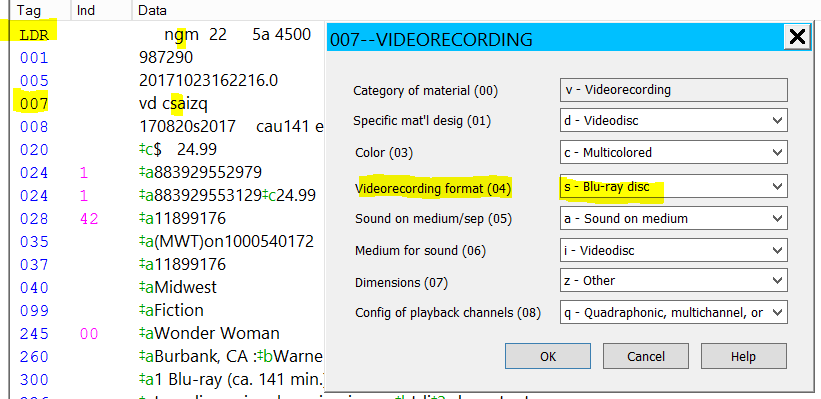 Tag Ind Data
LDR ngm 22 5a 4500
001 987290
005 20171023162216.0
007 vd csaizq
008 170820s2017 cau141 e
020 ‡c$ 24.99
024 1 ‡a883929552979
024 1 ‡a883929553129‡c24.99
028 42 ‡a11899176
035 ‡a(MWT)on1000540172
037 ‡a11899176
040 ‡aMidwest
099 ‡aFiction
245 00 ‡aWonder Woman
260 ‡aBurbank, CA :‡bWarne
300 ‡a1 Blu-ray (ca. 141 min.)
007--VIDEORECORDING
Category of material (00) v - Videorecording
Specific mat'l desig (01) d - Videodisc
Color (03) c - Multicolored
Videorecording format (04) s - Blu-ray disc
Sound on medium/sep (05) a - Sound on medium
Medium for sound (06) i - Videodisc
Dimensions (07) z - Other
Config of playback channels (08) q - Quadraphonic, multichannel, or
OK Cancel Help